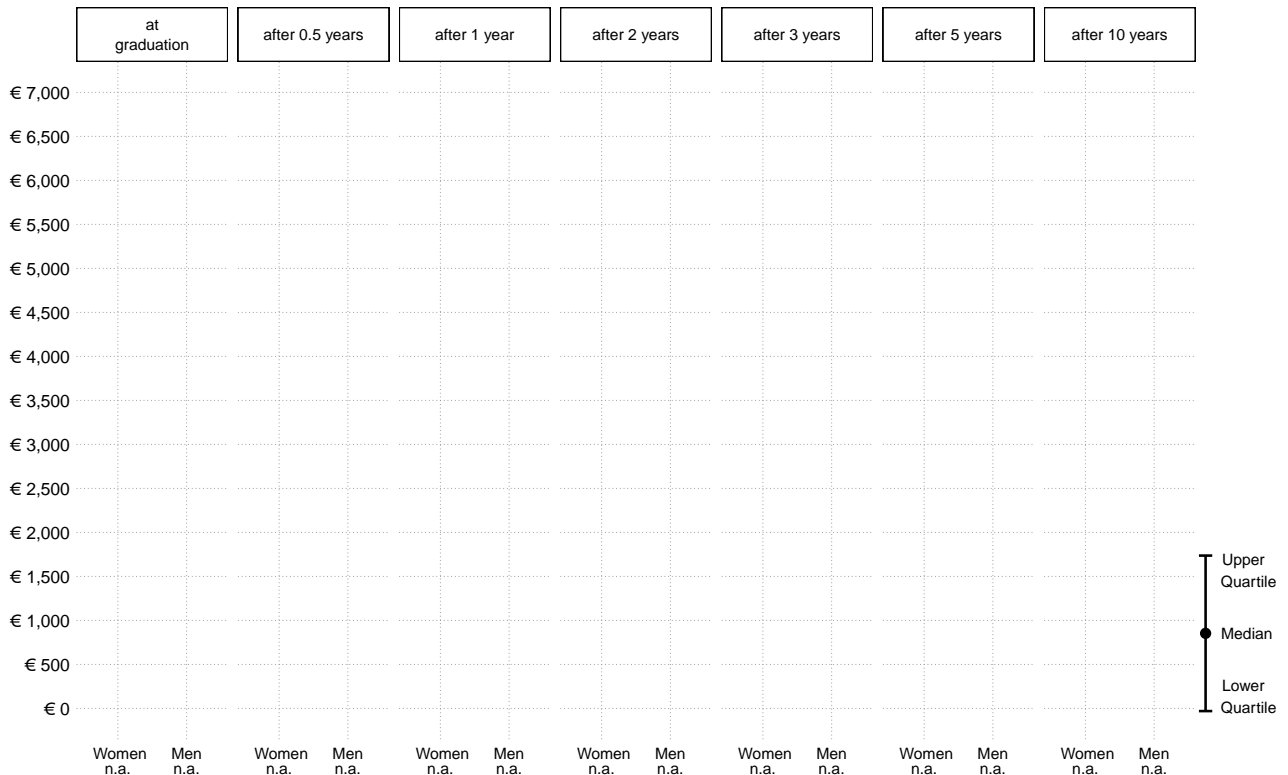 at
graduation
after 0.5 years
after 1 year
after 2 years
after 3 years
after 5 years
after 10 years
€ 7,000
€ 6,500
€ 6,000
€ 5,500
€ 5,000
€ 4,500
€ 4,000
€ 3,500
€ 3,000
€ 2,500
€ 2,000
€ 1,500
€ 1,000
€ 500
€ 0
Upper
Quartile
Median
Lower
Quartile
Women Men Women Men Women Men Women Men Women Men Women Men Women Men
n.a. n.a. n.a. n.a. n.a. n.a. n.a. n.a. n.a. n.a. n.a. n.a. n.a. n.a.